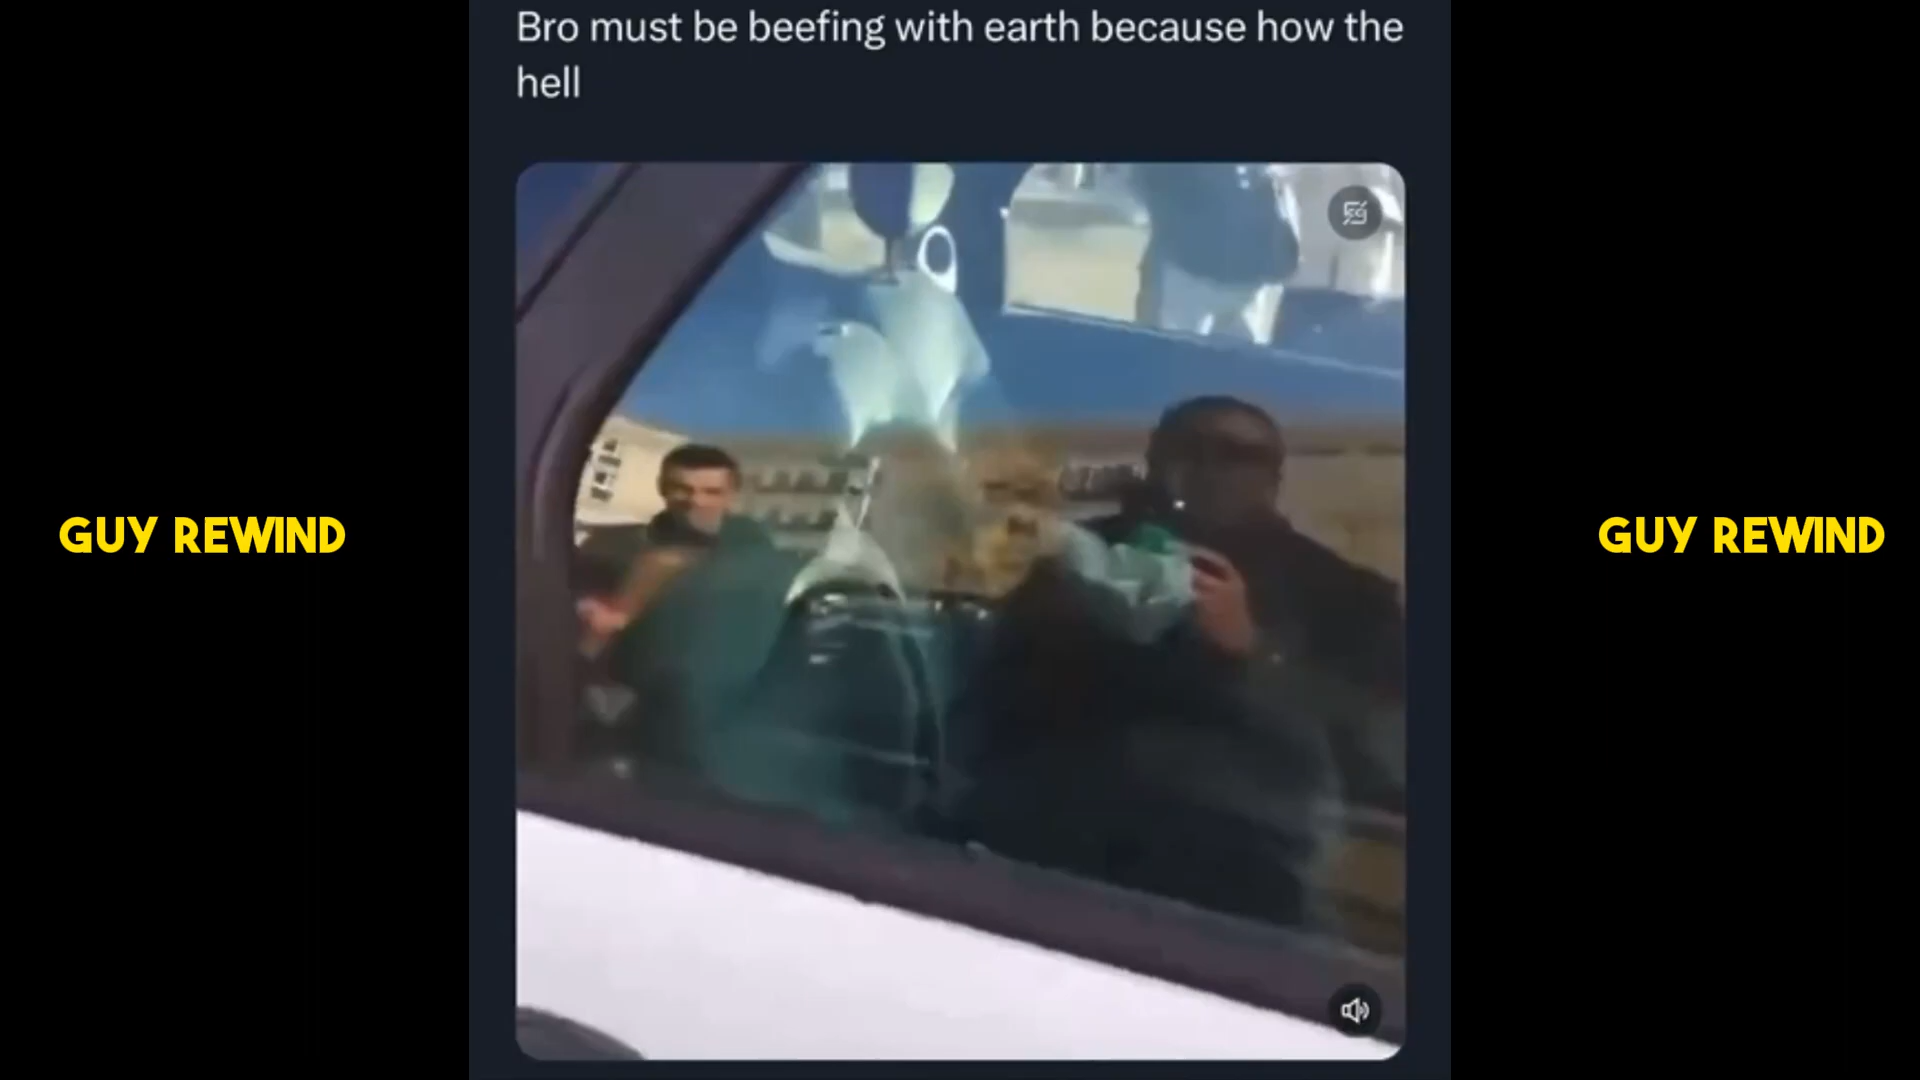 Bro must be beefing with earth because how the
hell
GUY REWIND
GUY REWIND